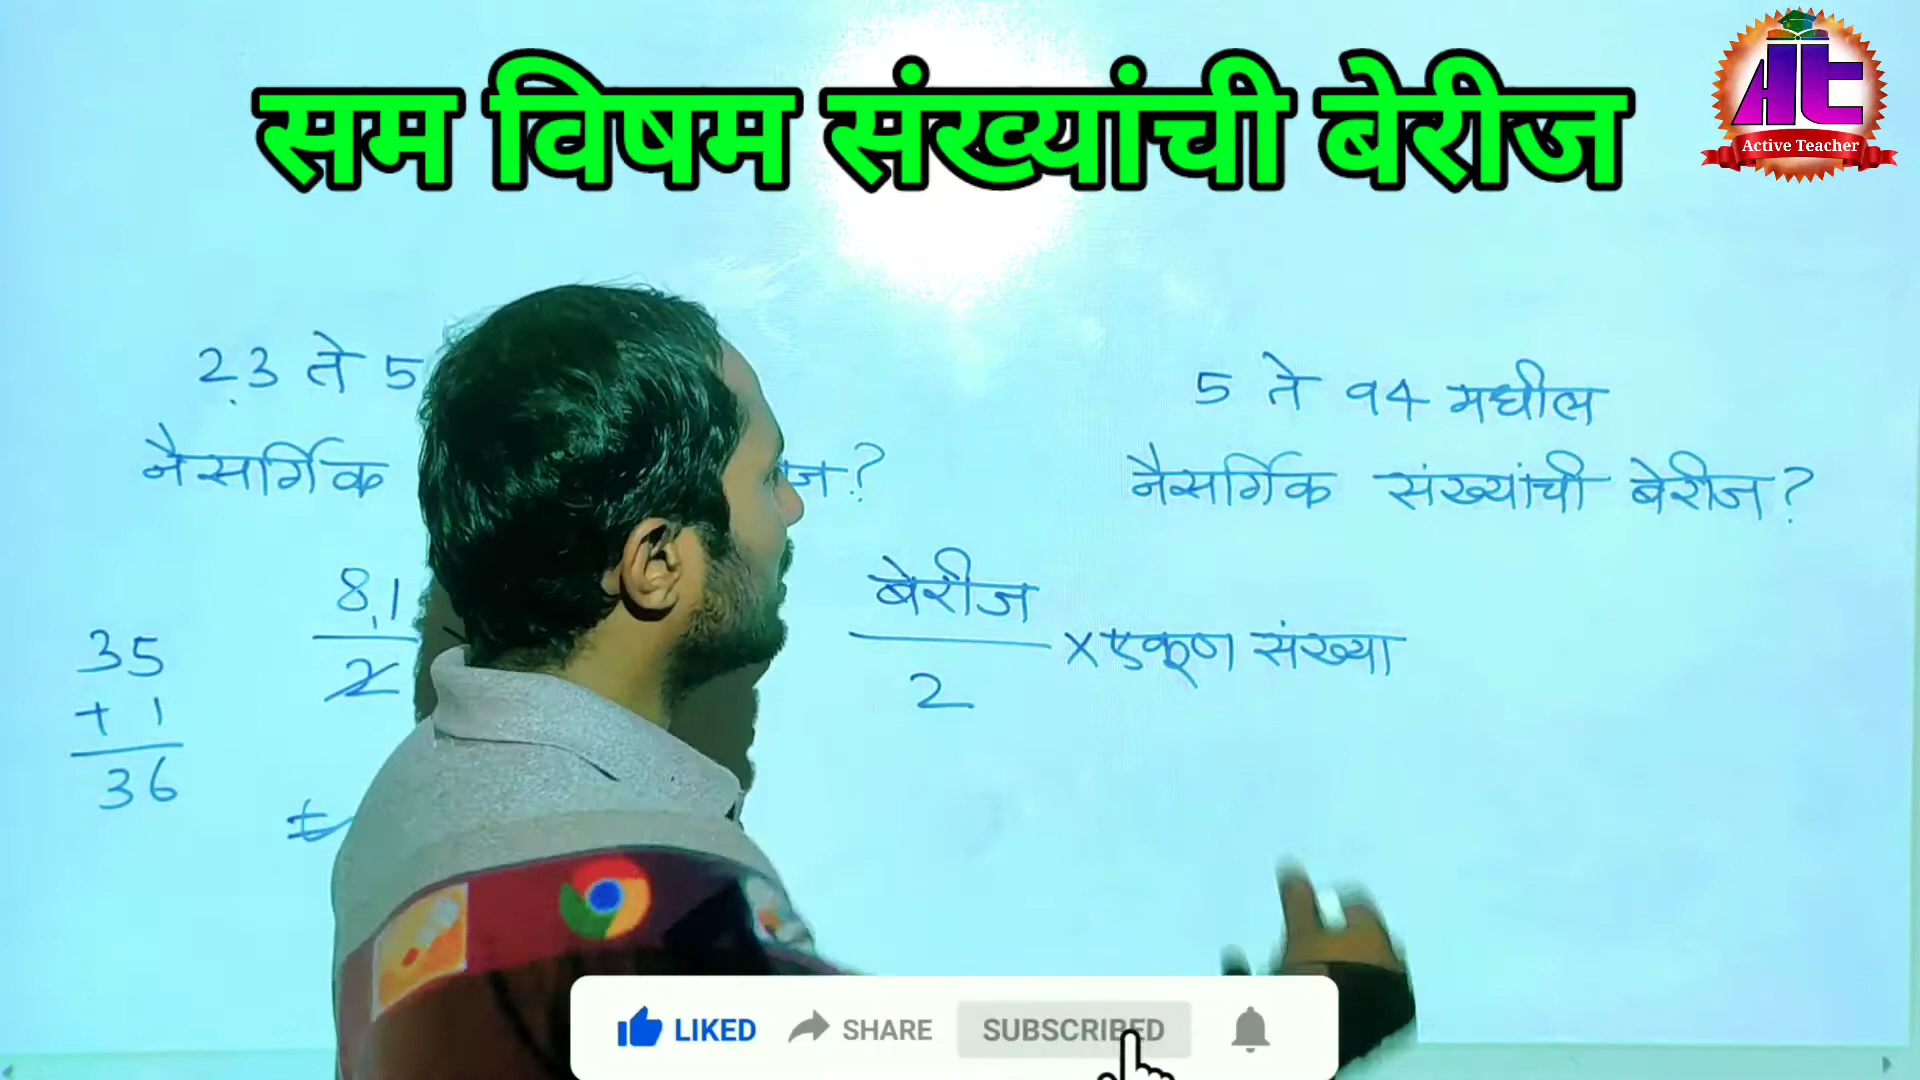 सम विषम संख्यांची बेरीज
Active Teacher
23 ते 5
नैसर्गिक
ज?
81
2
35
+ 1
36
5 ते 94 मधील
नैसर्गिक संख्यांची बेरीज?
बेरीज
2
× एकूण संख्या
LIKED SHARE SUBSCRIBED